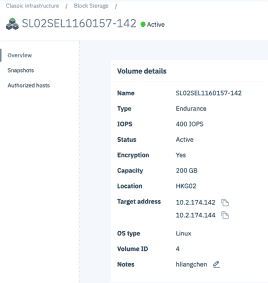 Classic Infrastructure / Block Storage /
SL02SEL1160157-142 Active
Overview
Snapshots
Authorized hosts
Volume details
Name SL02SEL1160157-142
Type Endurance
IOPS 400 IOPS
Status Active
Encryption Yes
Capacity 200 GB
Location HKG02
Target address 10.2.174.142
10.2.174.144
OS type Linux
Volume ID 4
Notes hliangchen